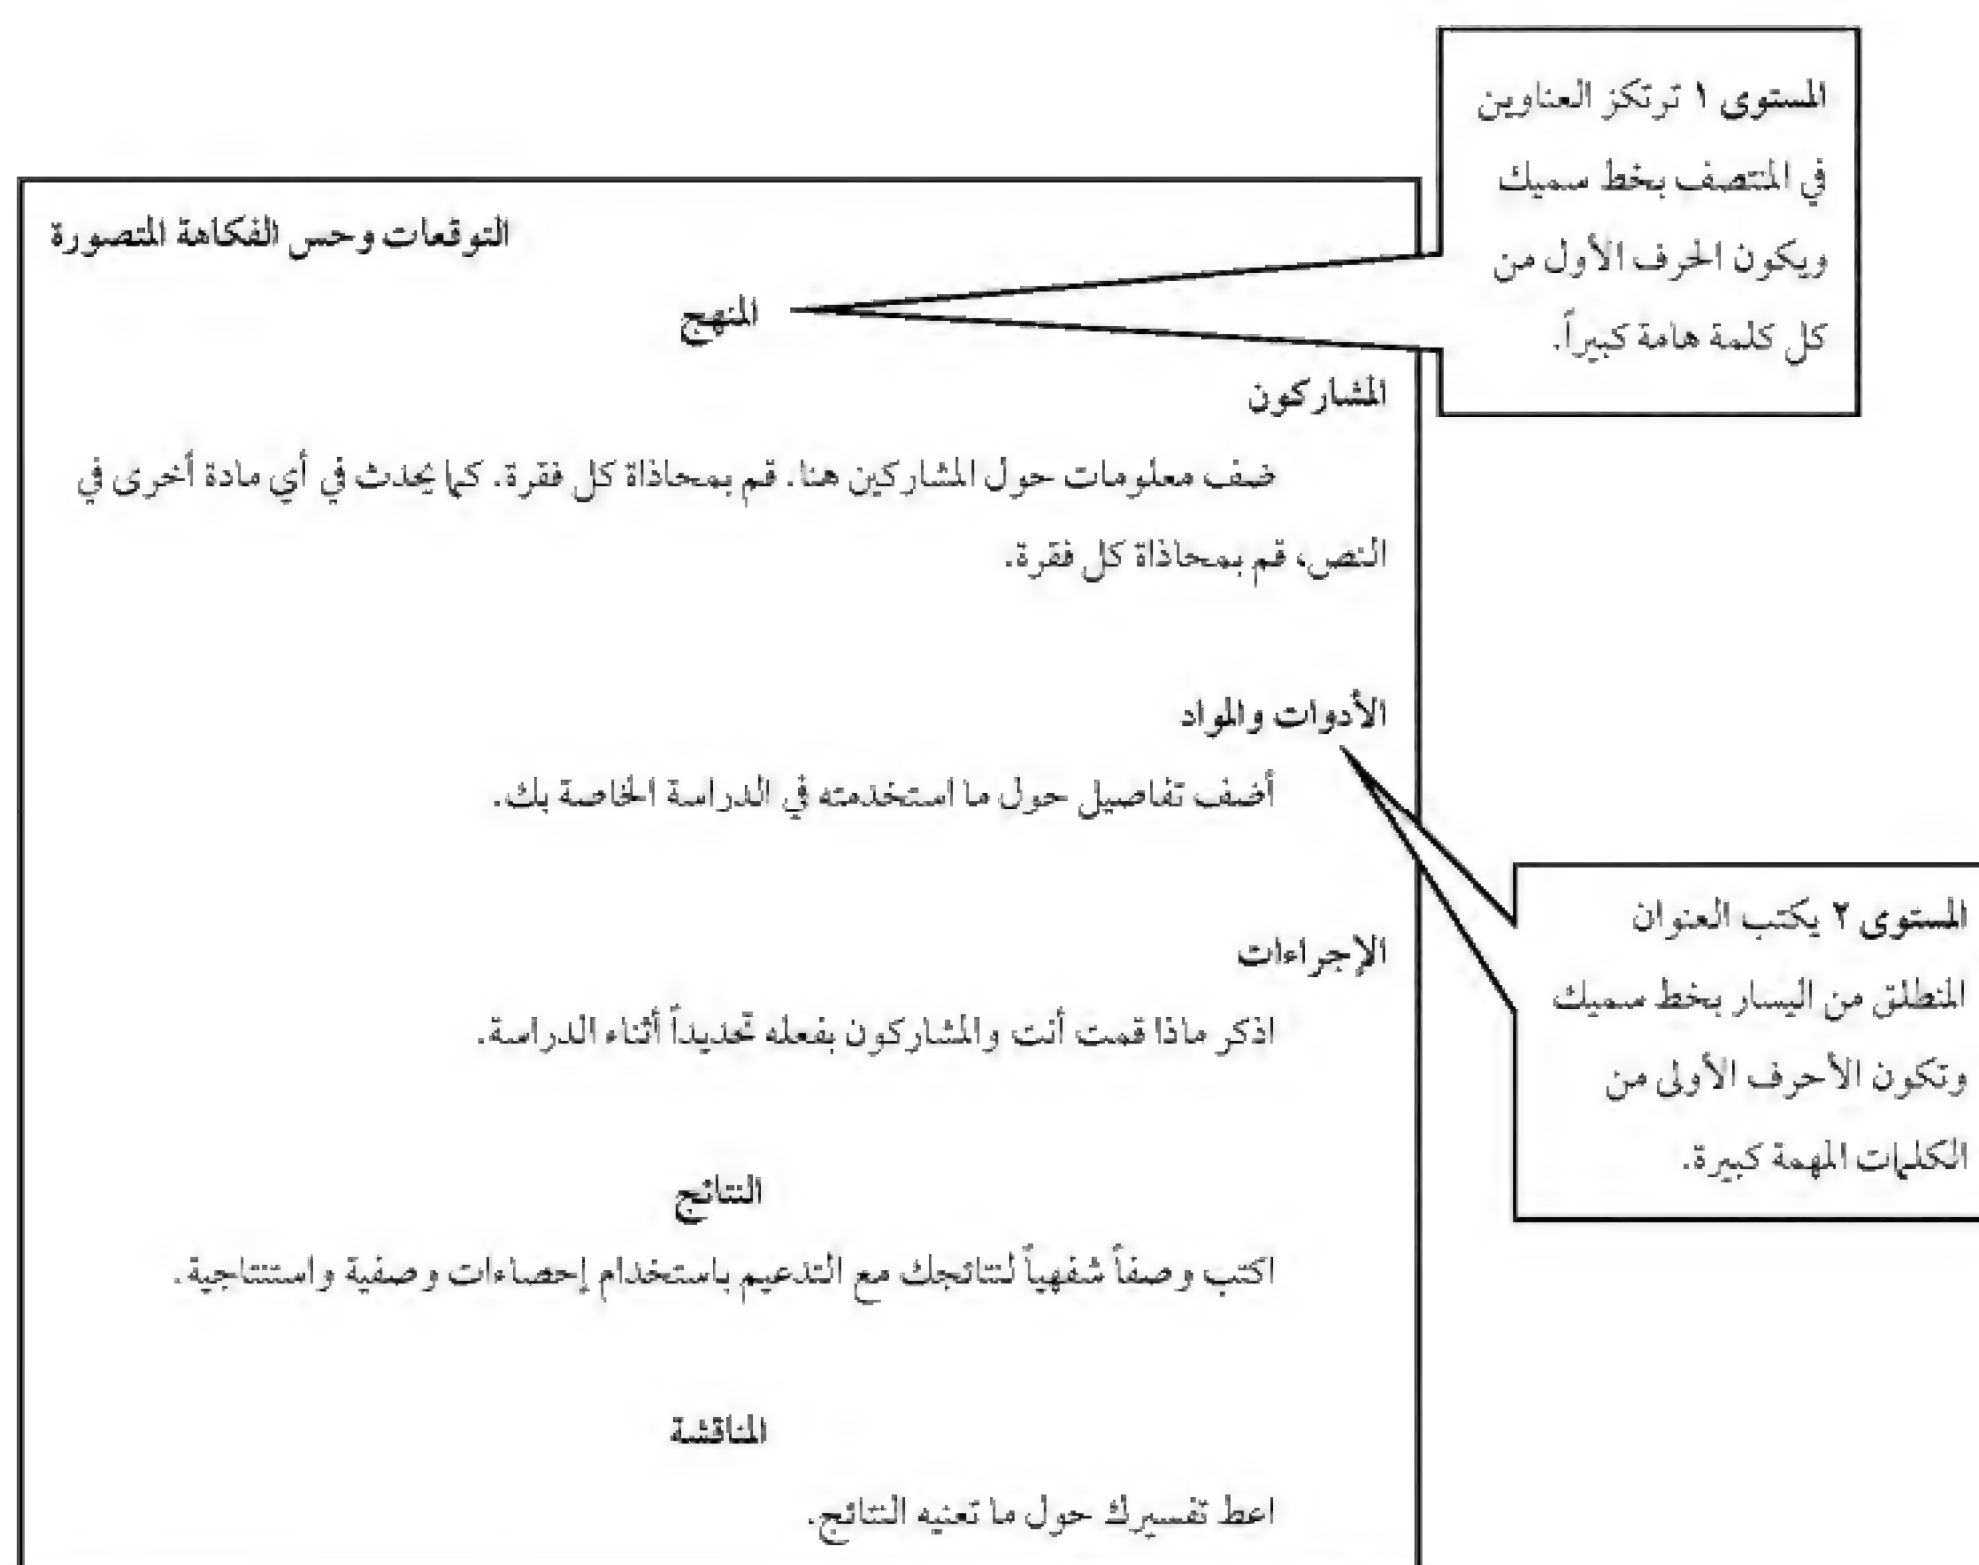 المستوى ١ ترتكز العناوين
في المنتصف بخط سميك
ويكون الحرف الأول من
كل كلمة هامة كبيراً.
التوقعات وحس الفكاهة المتصورة
المنهج
المشاركون
ضف معلومات حول المشاركين هنا. قم بمحاذاة كل فقرة. كما يحدث في أي مادة أخرى في
النص، قم بمحاذاة كل فقرة.
الأدوات والمواد
أضف تفاصيل حول ما استخدمته في الدراسة الخاصة بك.
المستوى ٢ يكتب العنوان
المنطلق من اليسار بخط سميك
وتكون الأحرف الأولى من
الكلمات المهمة كبيرة.
الإجراءات
اذكر ماذا قمت أنت والمشاركون بفعله تحديداً أثناء الدراسة.
النتائج
اكتب وصفاً شفهياً لنتائجك مع التدعيم باستخدام إحصاءات وصفية واستنتاجية.
المناقشة
اعط تفسيرك حول ما تعنيه النتائج.